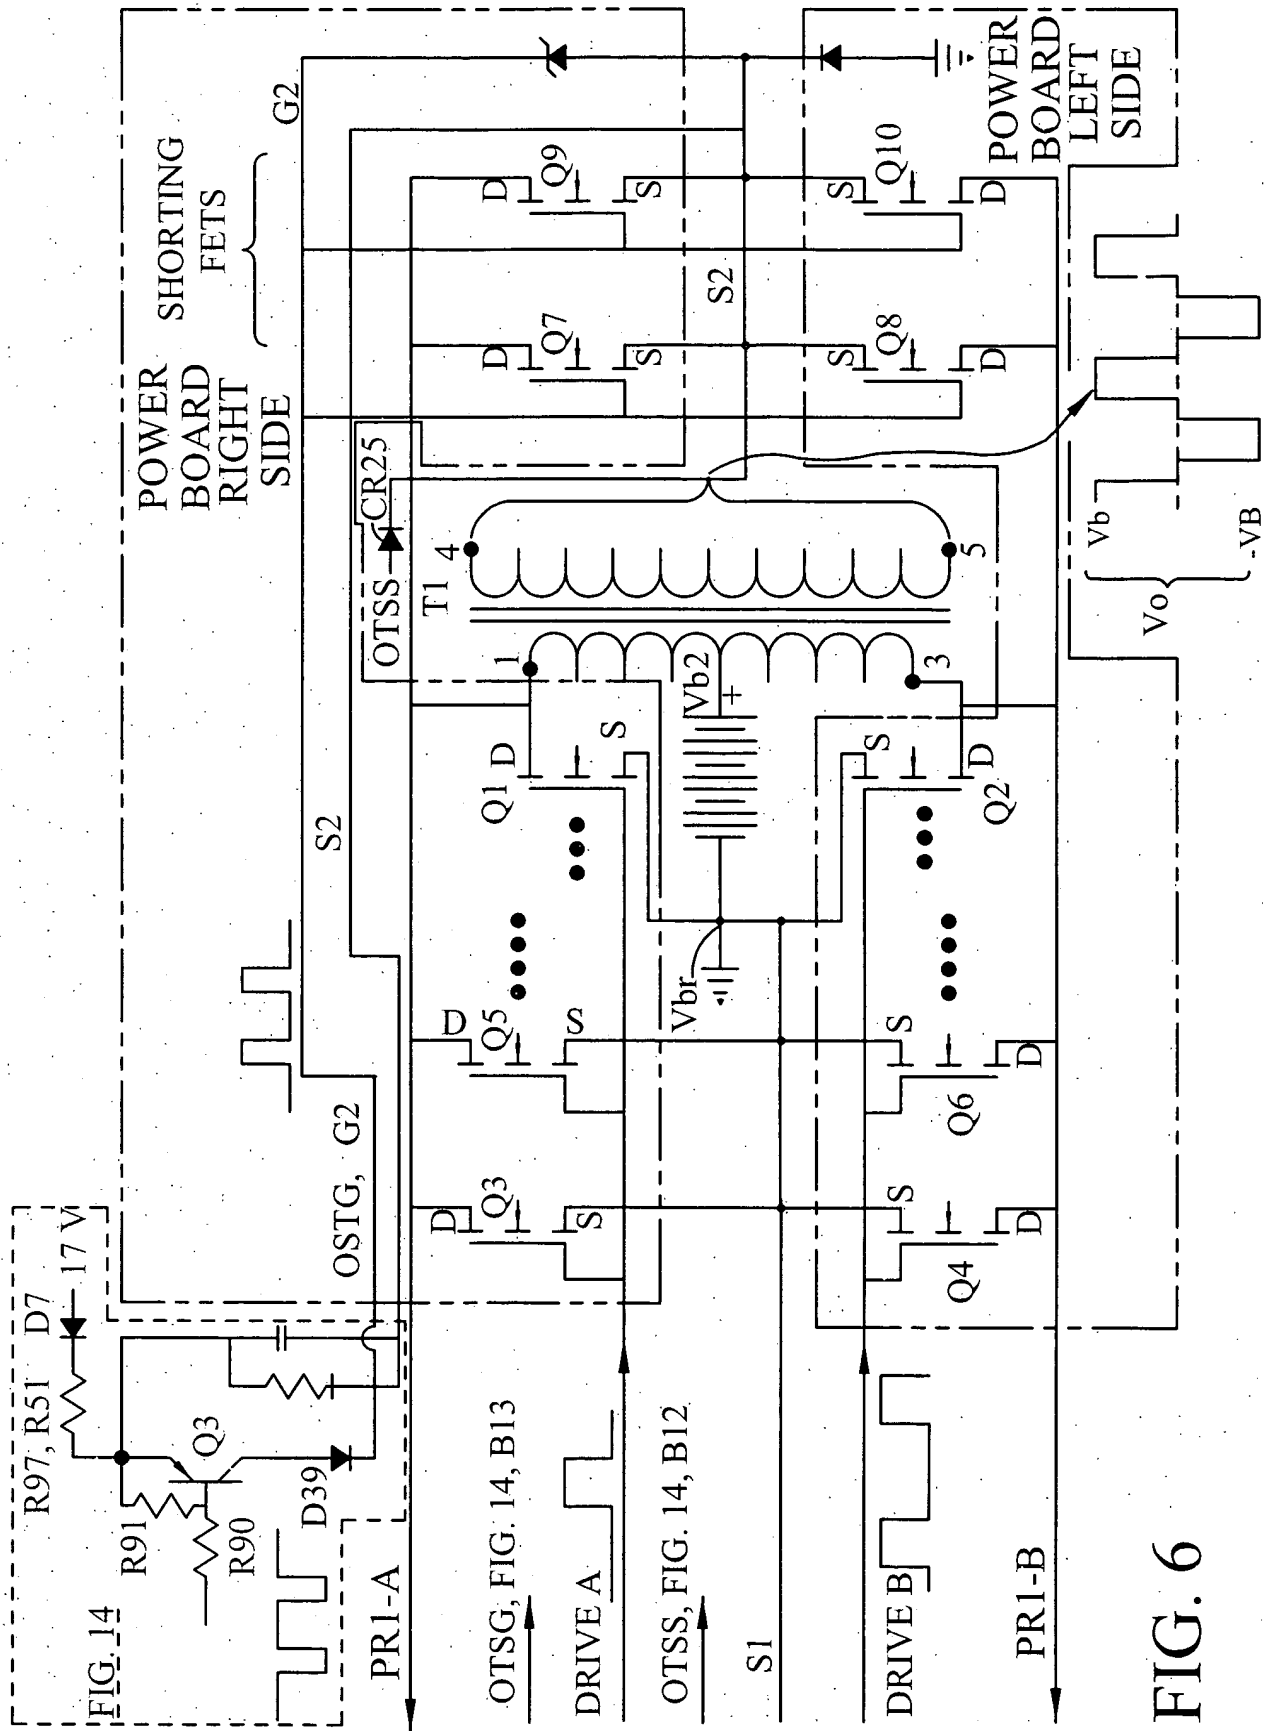 FIG. 14
R97, R51 D7
17 V
R91
Q3
R90
D39
OSTG, G2
S2
G2
SHORTING
FETS
POWER
BOARD
RIGHT
SIDE
PR1-A
OTSG, FIG. 14, B13
DRIVE A
OTSS, FIG. 14, B12
S1
DRIVE B
PR1-B
D
Q3
S
D
Q5
S
Q1
D
S
1
OTSS
CR25
T1
4
Vb2
+
Vbr
3
5
D
Q7
S
D
Q9
S
S2
S
Q4
D
S
Q6
D
S
Q2
D
S
Q8
D
S
Q10
D
POWER
BOARD
LEFT
SIDE
Vo
Vb
-VB
FIG. 6